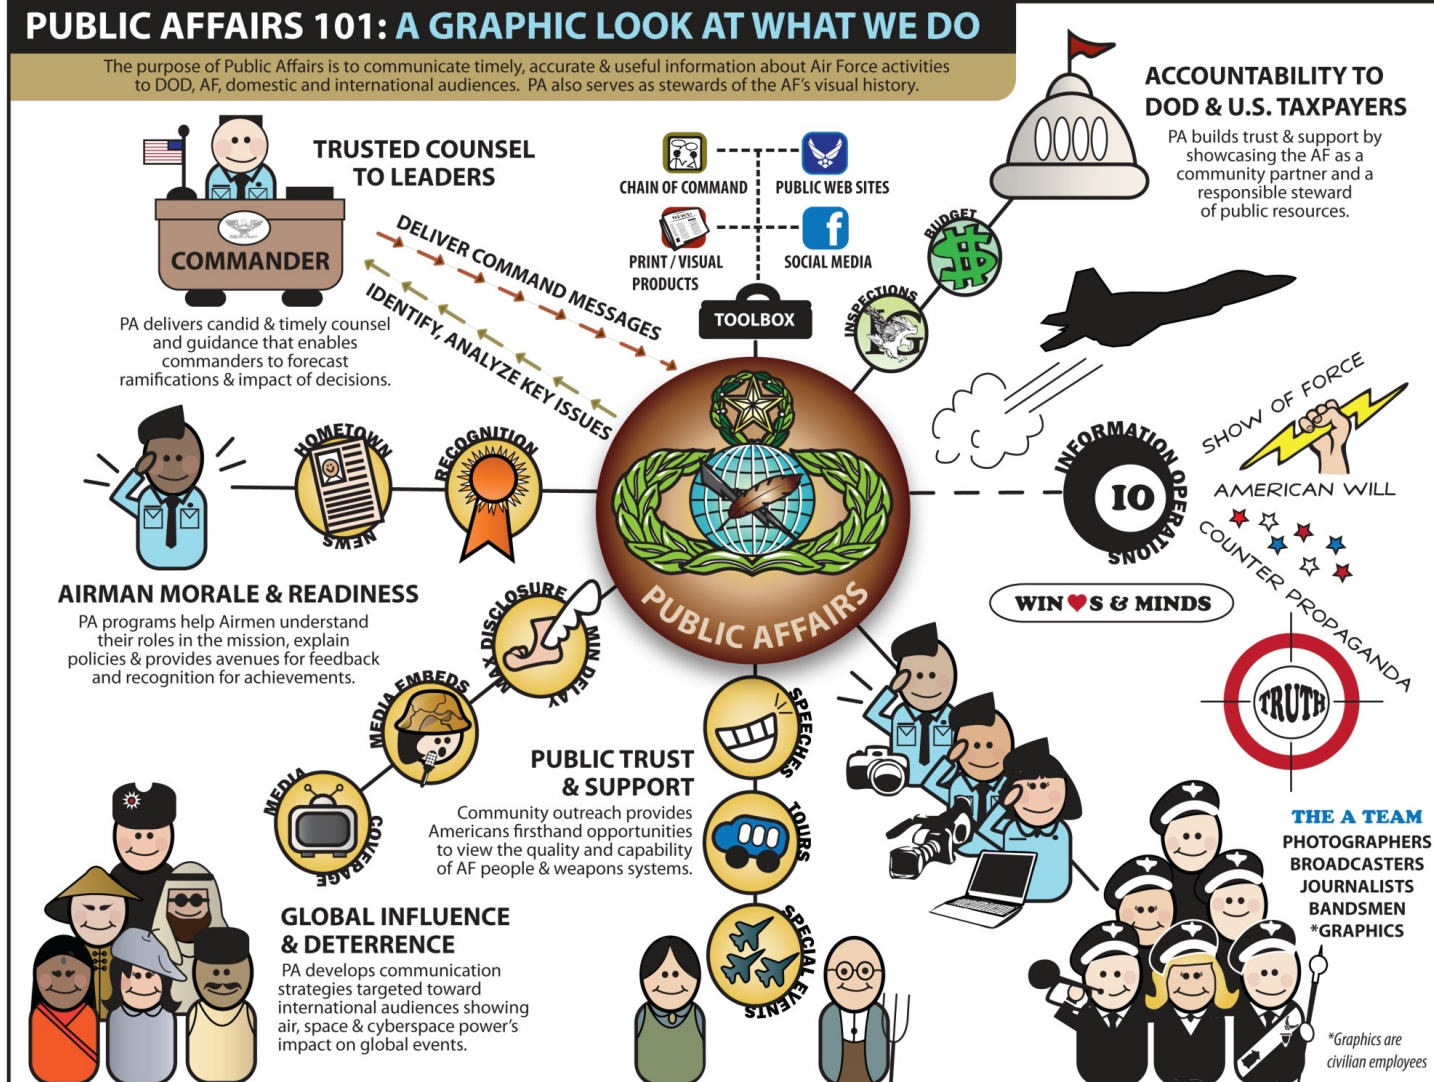 PUBLIC AFFAIRS 101: A GRAPHIC LOOK AT WHAT WE DO
The purpose of Public Affairs is to communicate timely, accurate & useful information about Air Force activities
to DOD, AF, domestic and international audiences. PA also serves as stewards of the AF's visual history.
TRUSTED COUNSEL
TO LEADERS
COMMANDER
PA delivers candid & timely counsel
and guidance that enables
commanders to forecast
ramifications & impact of decisions.
DELIVER COMMAND MESSAGES
IDENTIFY, ANALYZE KEY ISSUES
CHAIN OF COMMAND
PUBLIC WEB SITES
NEWS!
f
PRINT / VISUAL
PRODUCTS
SOCIAL MEDIA
TOOLBOX
ACCOUNTABILITY TO
DOD & U.S. TAXPAYERS
PA builds trust & support by
showcasing the AF as a
community partner and a
responsible steward
of public resources.
BUDGET
$
INSPECTIONS
IG
PUBLIC AFFAIRS
HOMETOWN
NEWS
RECOGNITION
AIRMAN MORALE & READINESS
PA programs help Airmen understand
their roles in the mission, explain
policies & provides avenues for feedback
and recognition for achievements.
INFORMATION OPERATIONS
IO
SHOW OF FORCE
AMERICAN WILL
COUNTER PROPAGANDA
WIN ♥S & MINDS
TRUTH
MAX DISCLOSURE
MIN DELAY
MEDIA EMBEDS
MEDIA
COVERAGE
GLOBAL INFLUENCE
& DETERRENCE
PA develops communication
strategies targeted toward
international audiences showing
air, space & cyberspace power's
impact on global events.
PUBLIC TRUST
& SUPPORT
Community outreach provides
Americans firsthand opportunities
to view the quality and capability
of AF people & weapons systems.
SPEECHES
TOURS
SPECIAL EVENTS
THE A TEAM
PHOTOGRAPHERS
BROADCASTERS
JOURNALISTS
BANDSMEN
*GRAPHICS
*Graphics are
civilian employees